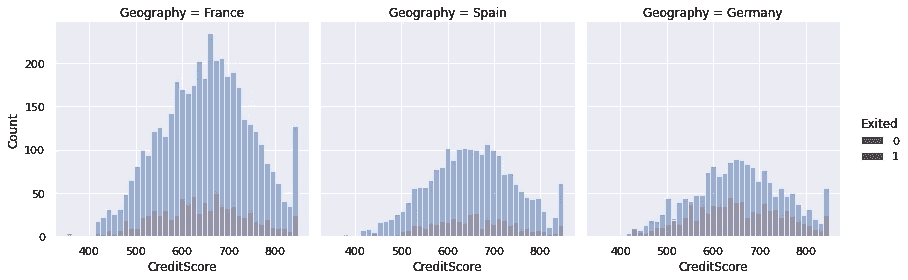 Geography = France
Geography = Spain
Geography = Germany
200
150
100
50
0
Count
400 500 600 700 800
400 500 600 700 800
400 500 600 700 800
CreditScore
CreditScore
CreditScore
Exited
0
1